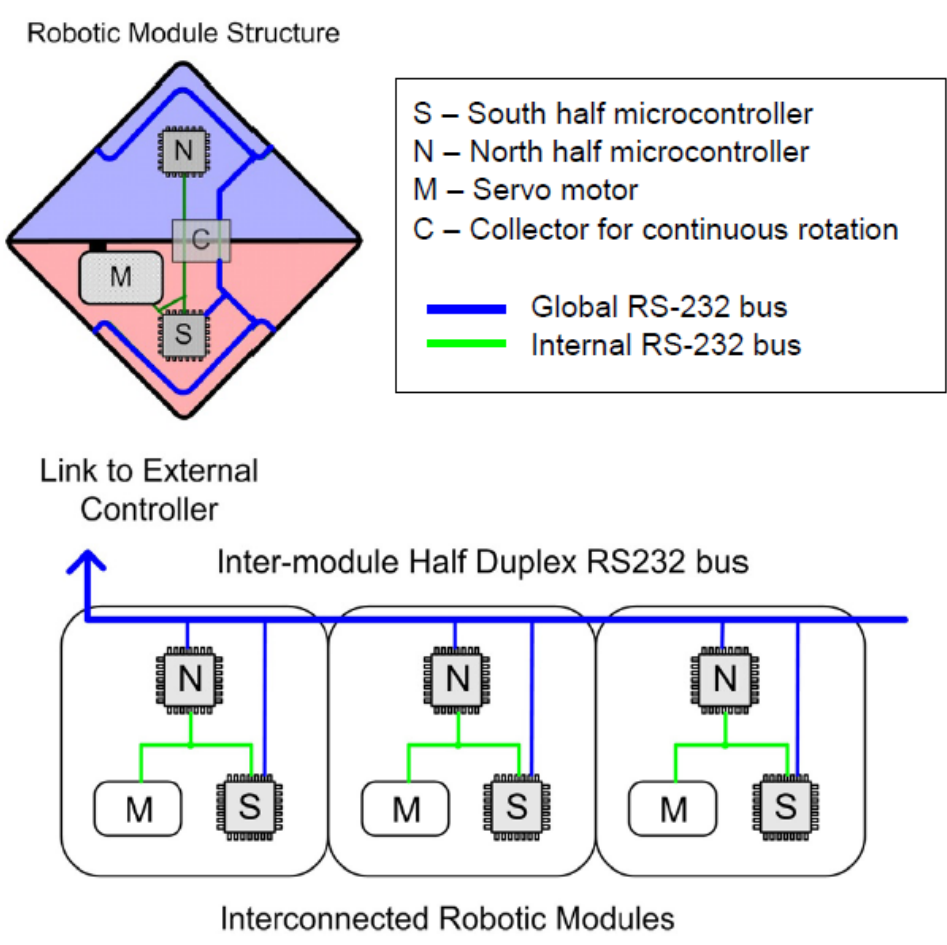 Robotic Module Structure
N
C
M
S
S – South half microcontroller
N – North half microcontroller
M – Servo motor
C – Collector for continuous rotation
Global RS-232 bus
Internal RS-232 bus
Link to External
Controller
Inter-module Half Duplex RS232 bus
N
N
N
M
S
M
S
M
S
Interconnected Robotic Modules